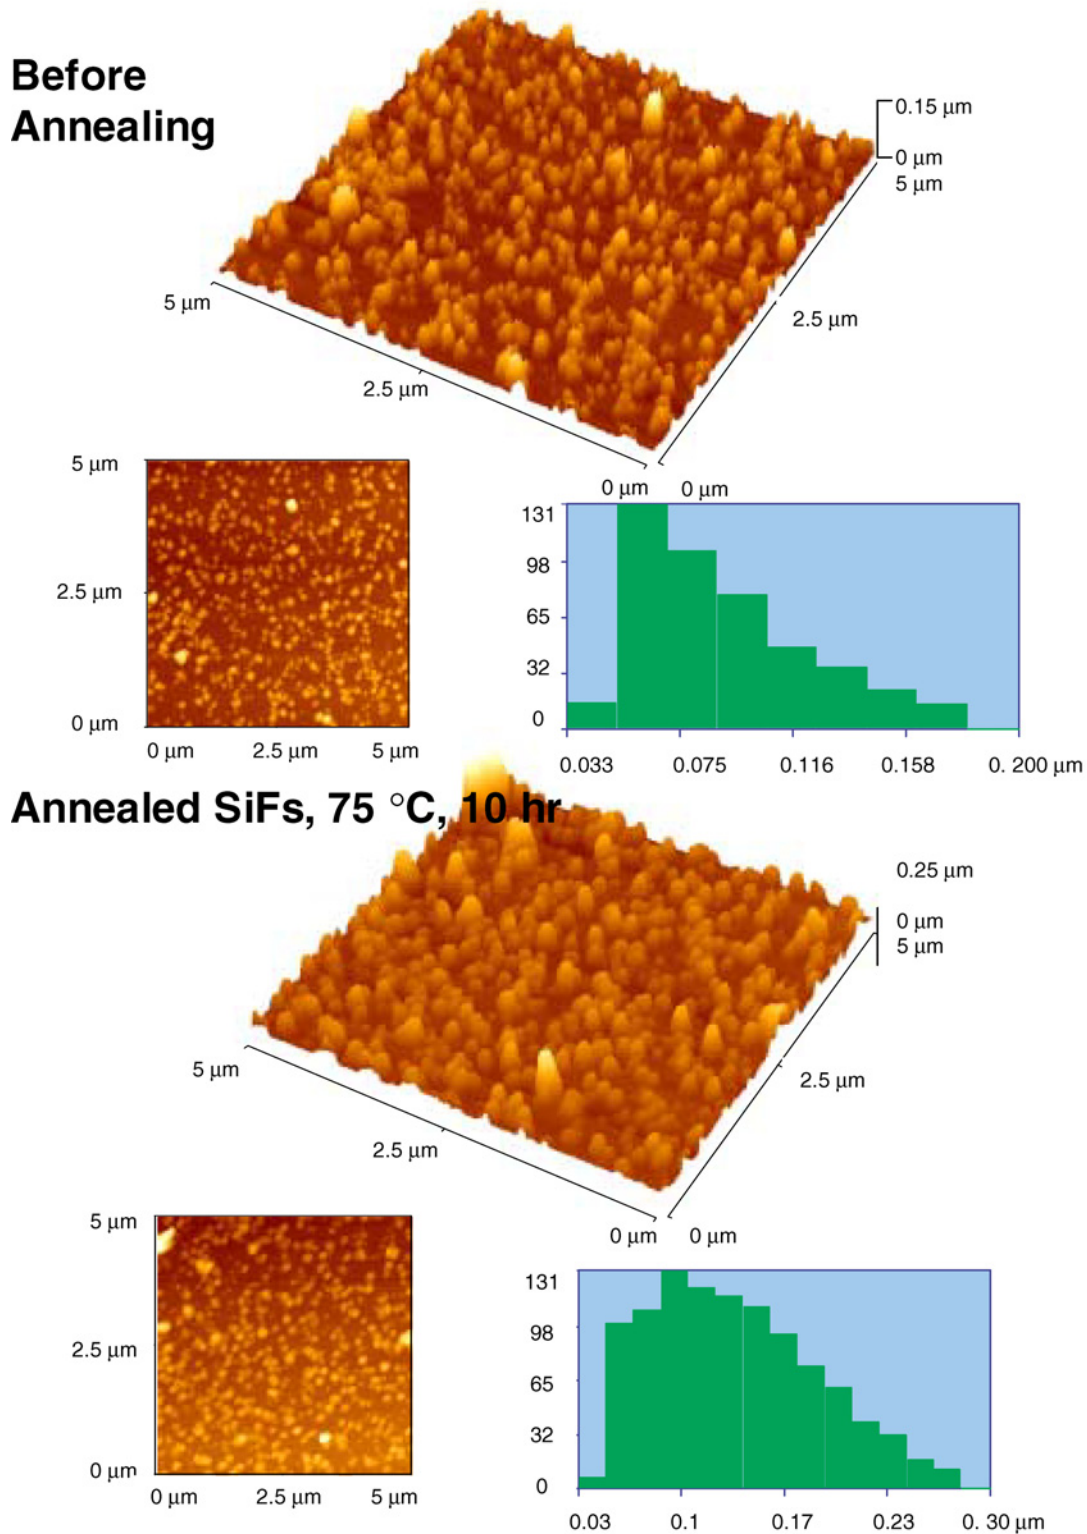 Before
Annealing
0.15 µm
0 µm
5 µm
5 µm
2.5 µm
2.5 µm
0 µm
0 µm
5 µm
2.5 µm
0 µm
0 µm
2.5 µm
5 µm
131
98
65
32
0
0.033
0.075
0.116
0.158
0. 200 µm
Annealed SiFs, 75 °C, 10 hr
0.25 µm
0 µm
5 µm
5 µm
2.5 µm
2.5 µm
0 µm
0 µm
5 µm
2.5 µm
0 µm
0 µm
2.5 µm
5 µm
131
98
65
32
0
0.03
0.1
0.17
0.23
0. 30 µm